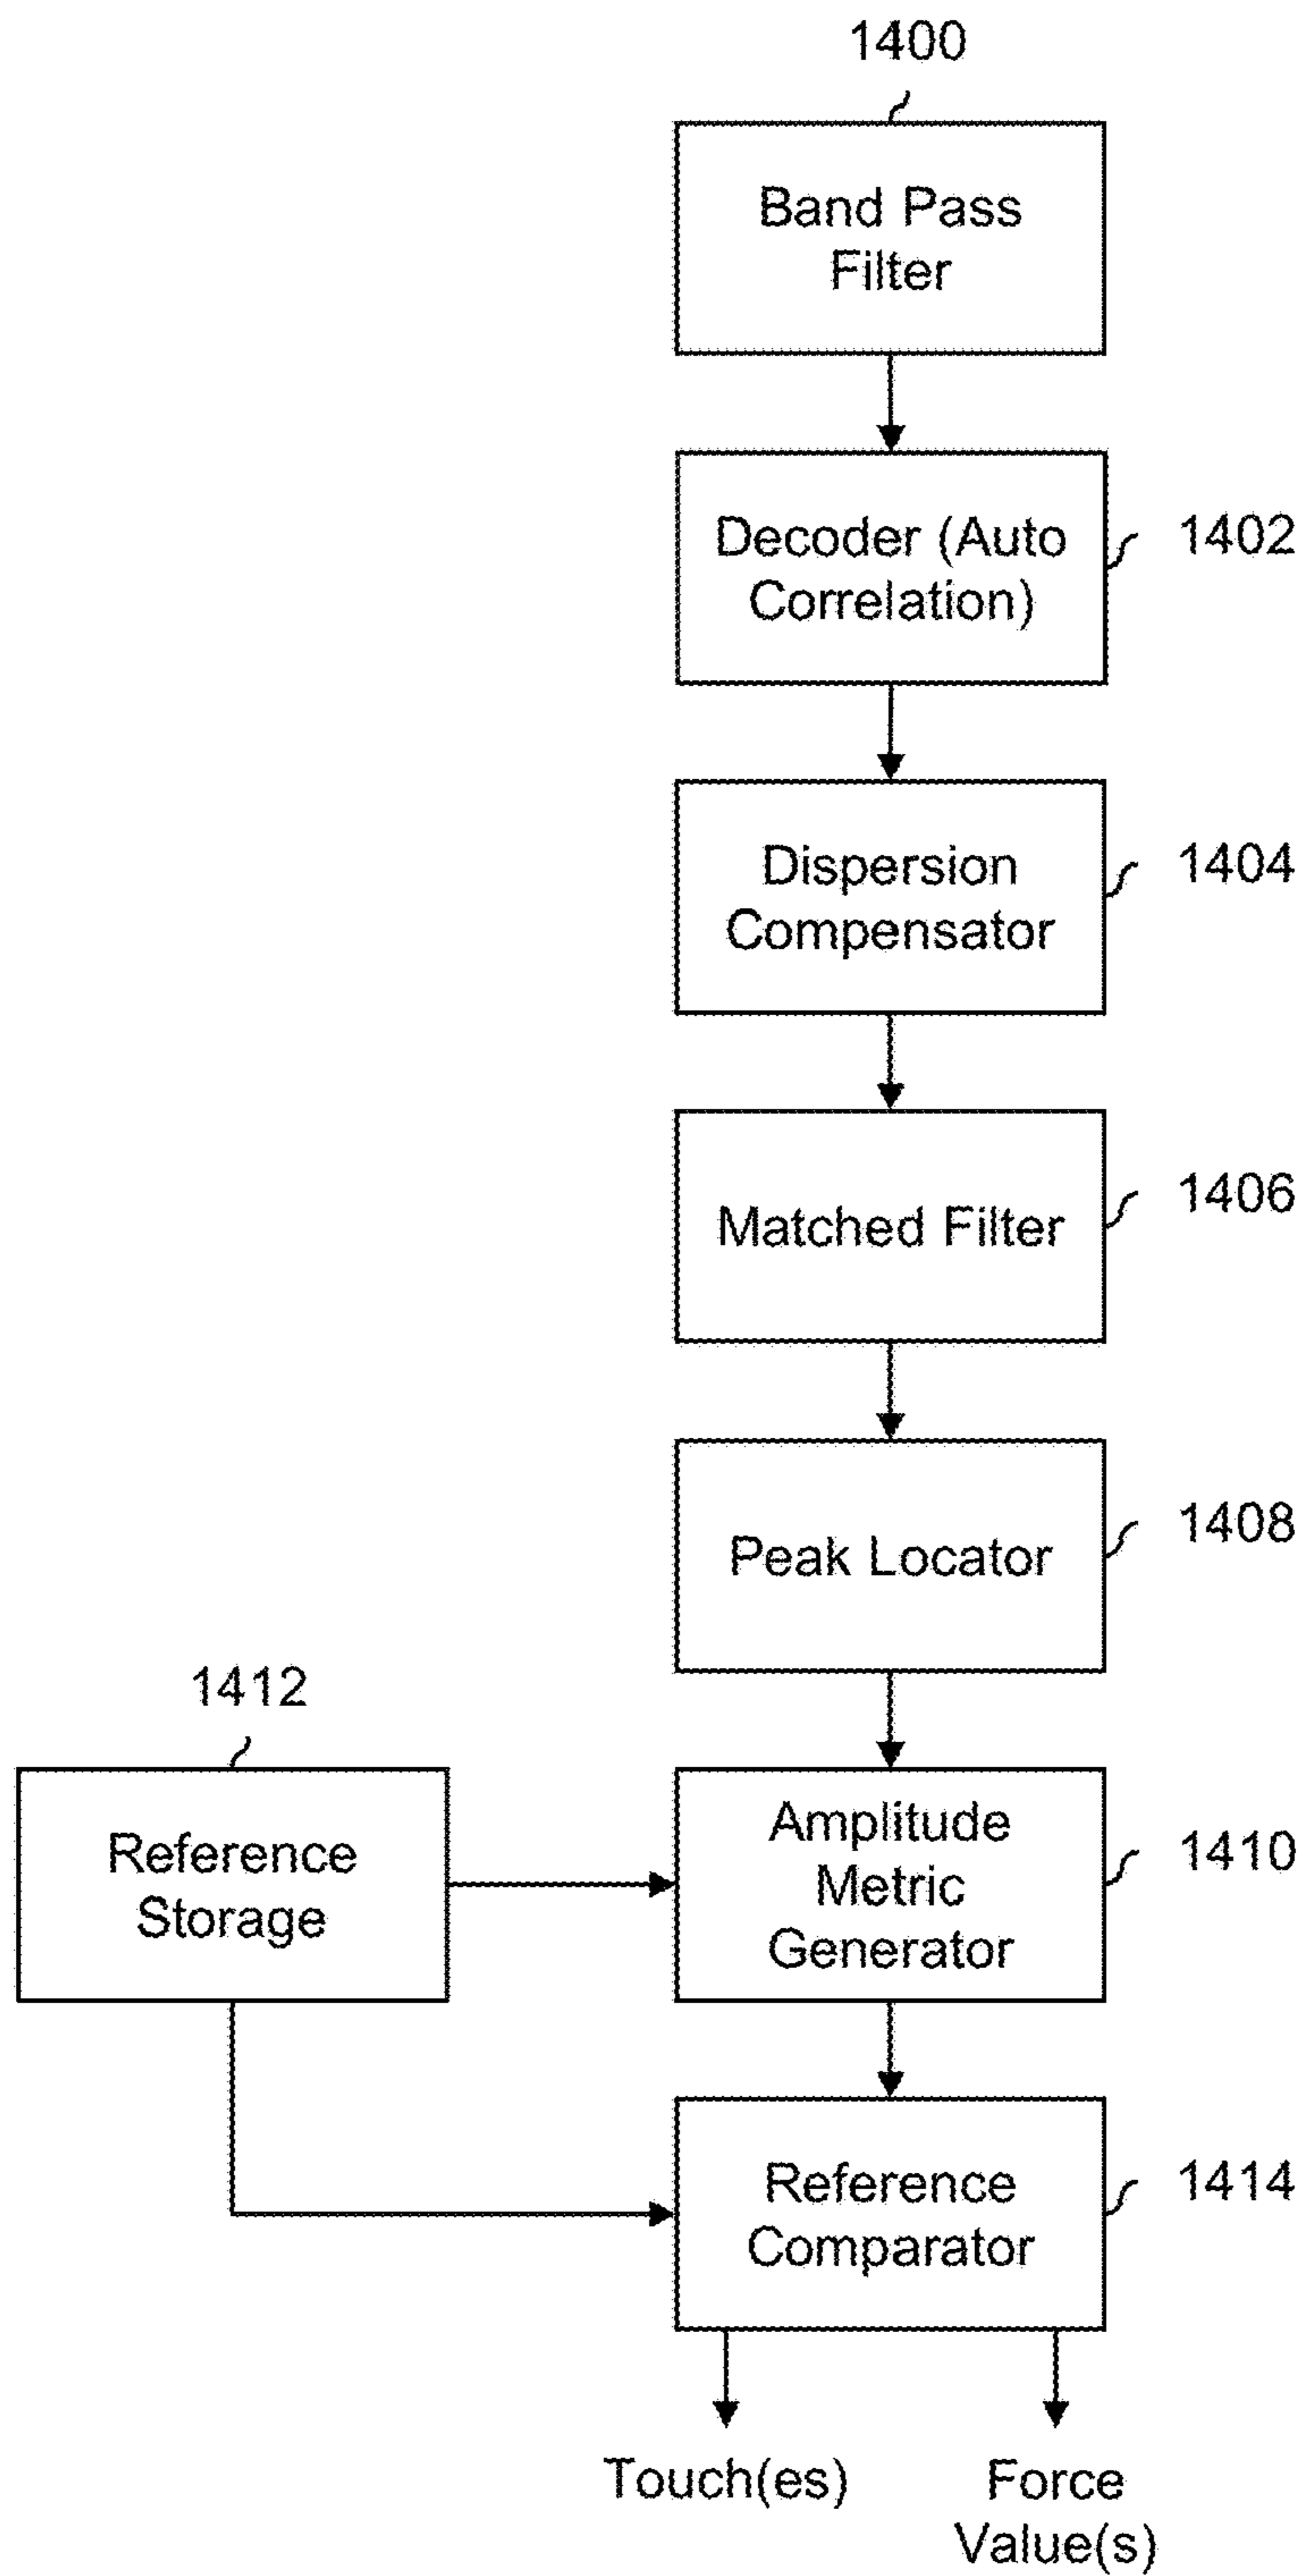 1400
Band Pass
Filter
Decoder (Auto
Correlation)
1402
Dispersion
Compensator
1404
Matched Filter
1406
Peak Locator
1408
1412
Reference
Storage
Amplitude
Metric
Generator
1410
Reference
Comparator
1414
Touch(es)
Force
Value(s)